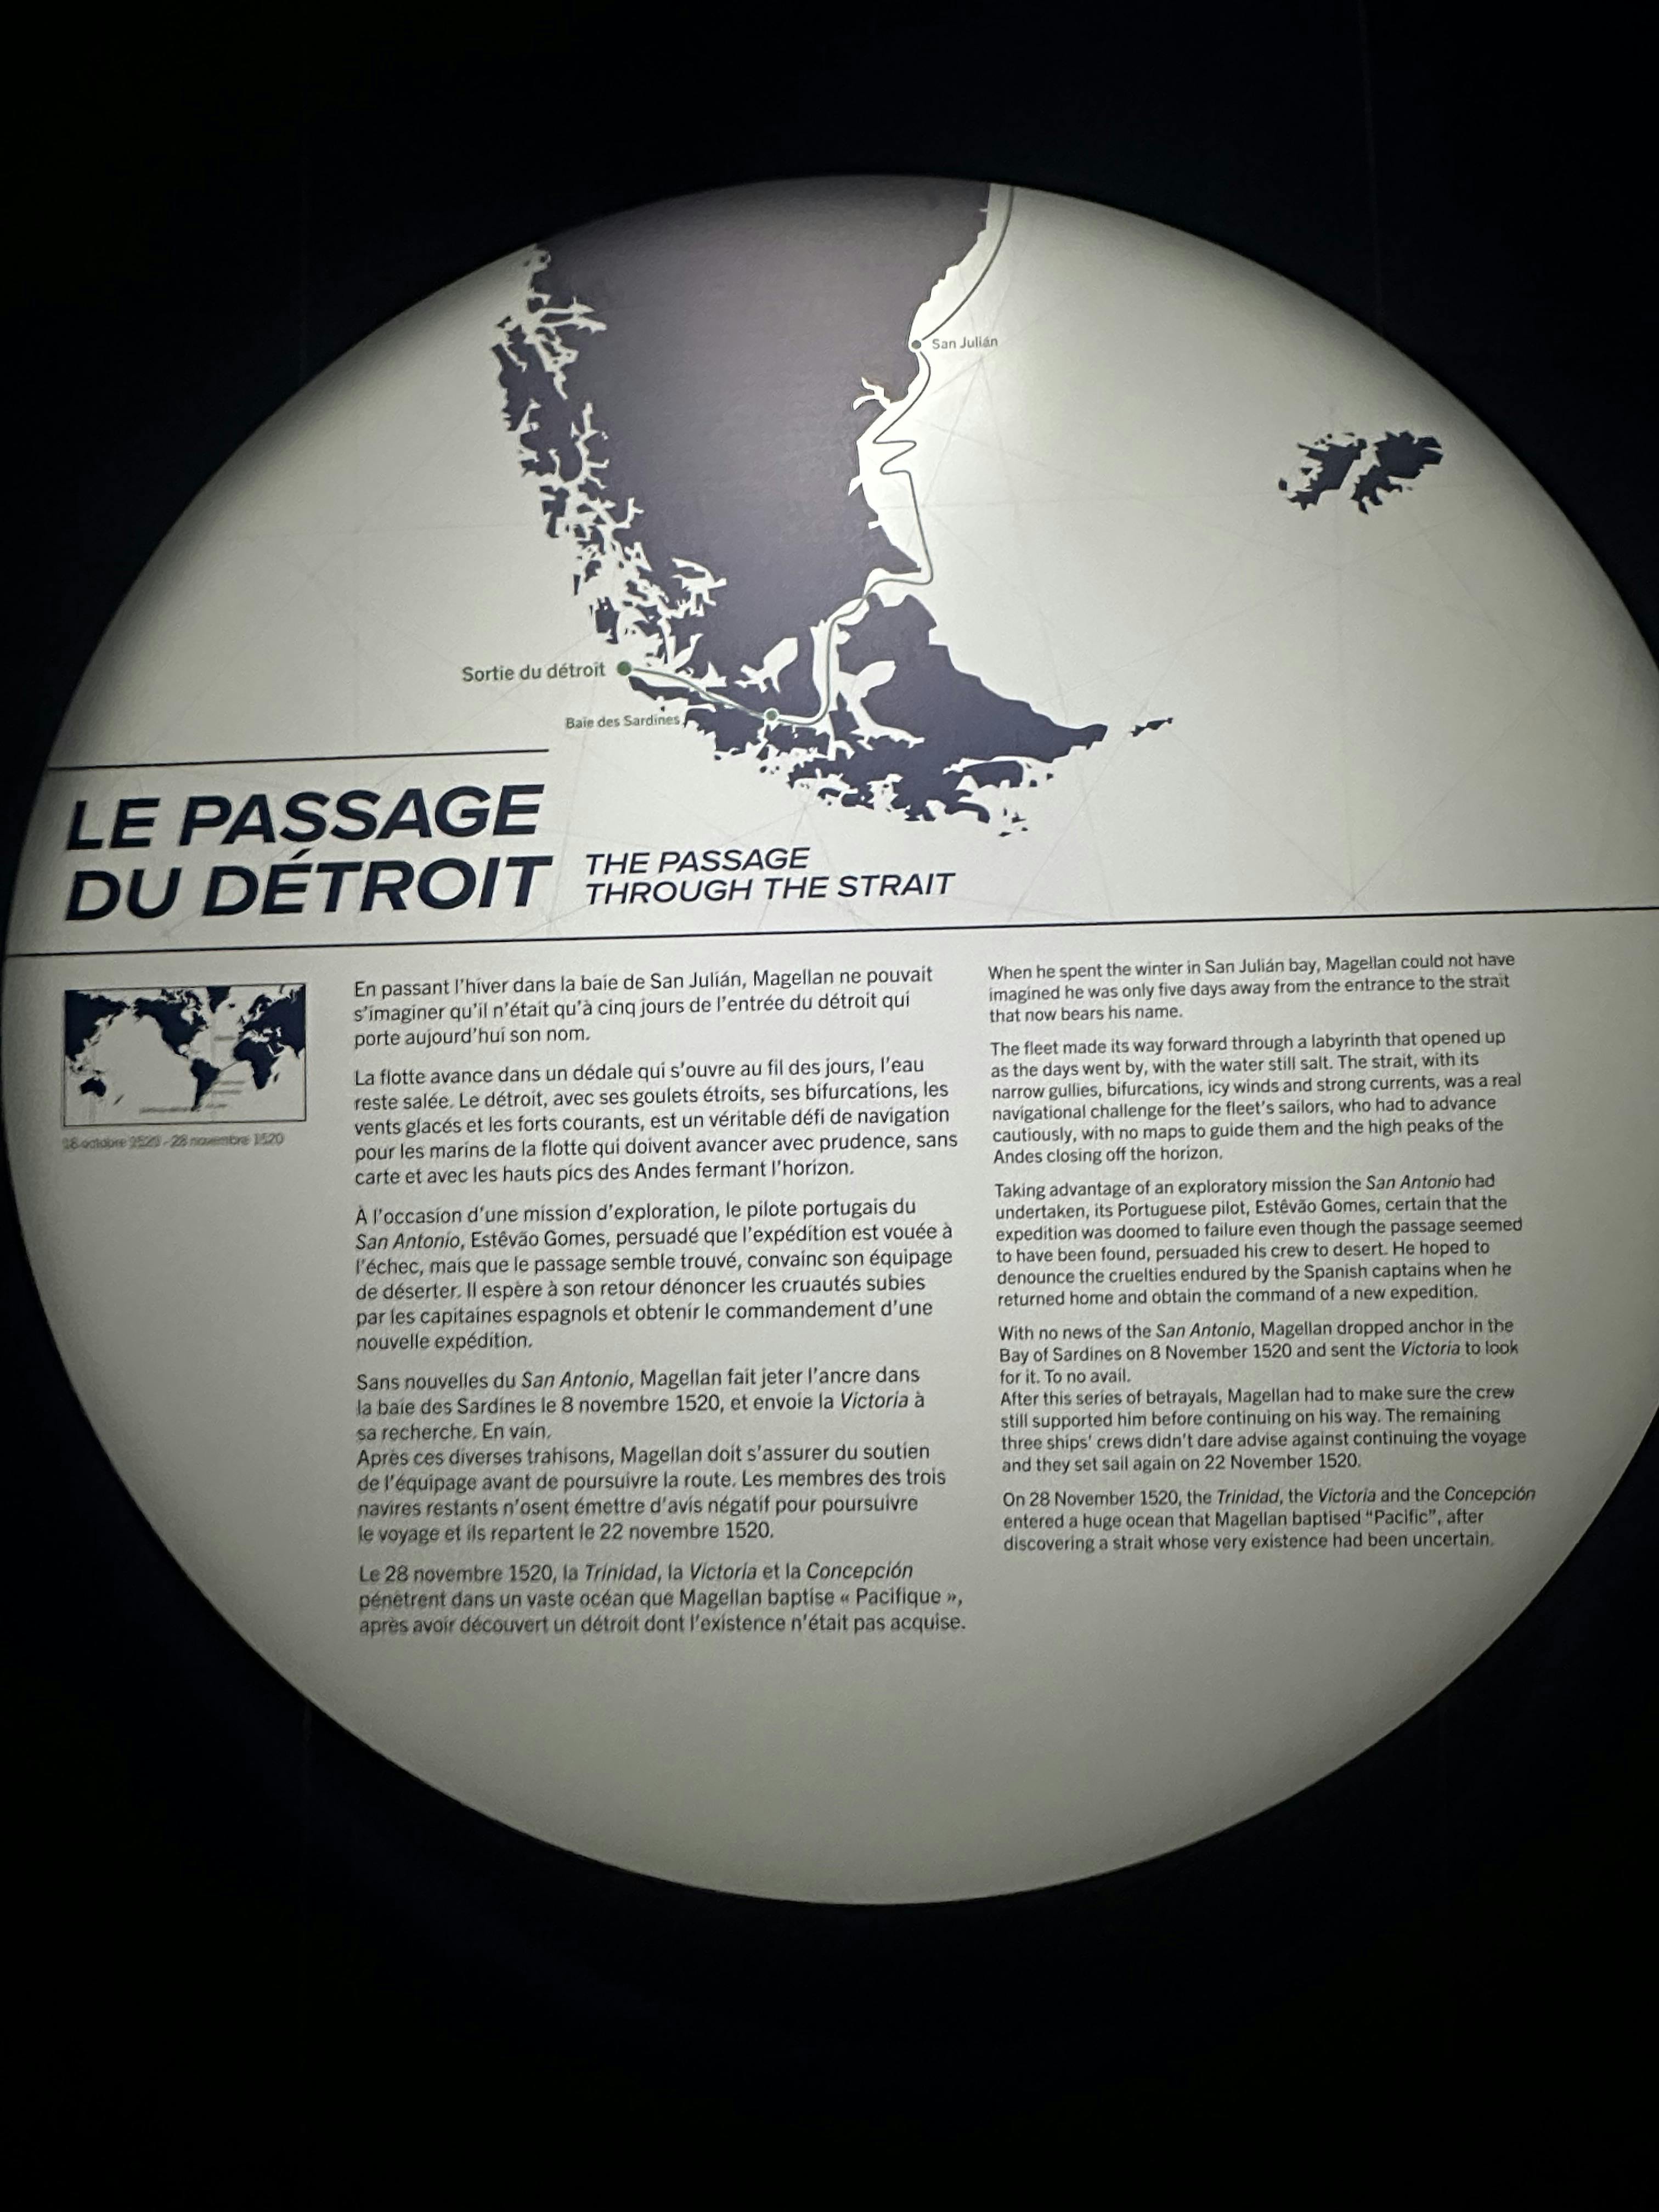 San Julián
Sortie du détroit
Baie des Sardines
LE PASSAGE
DU DÉTROIT
THE PASSAGE
THROUGH THE STRAIT
octobre 1520 - 28 novembre 1520
En passant l'hiver dans la baie de San Julián, Magellan ne pouvait
s'imaginer qu'il n'était qu'à cinq jours de l'entrée du détroit qui
porte aujourd'hui son nom.
La flotte avance dans un dédale qui s'ouvre au fil des jours, l'eau
reste salée. Le détroit, avec ses goulets étroits, ses bifurcations, les
vents glacés et les forts courants, est un véritable défi de navigation
pour les marins de la flotte qui doivent avancer avec prudence, sans
carte et avec les hauts pics des Andes fermant l'horizon.
À l'occasion d'une mission d'exploration, le pilote portugais du
San Antonio, Estêvão Gomes, persuadé que l'expédition est vouée à
l'échec, mais que le passage semble trouvé, convainc son équipage
de déserter. Il espère à son retour dénoncer les cruautés subies
par les capitaines espagnols et obtenir le commandement d'une
nouvelle expédition.
Sans nouvelles du San Antonio, Magellan fait jeter l'ancre dans
la baie des Sardines le 8 novembre 1520, et envoie la Victoria à
sa recherche. En vain.
Après ces diverses trahisons, Magellan doit s'assurer du soutien
de l'équipage avant de poursuivre la route. Les membres des trois
navires restants n'osent émettre d'avis négatif pour poursuivre
le voyage et ils repartent le 22 novembre 1520.
Le 28 novembre 1520, la Trinidad, la Victoria et la Concepción
pénètrent dans un vaste océan que Magellan baptise « Pacifique »,
après avoir découvert un détroit dont l'existence n'était pas acquise.
When he spent the winter in San Julián bay, Magellan could not have
imagined he was only five days away from the entrance to the strait
that now bears his name.
The fleet made its way forward through a labyrinth that opened up
as the days went by, with the water still salt. The strait, with its
narrow gullies, bifurcations, icy winds and strong currents, was a real
navigational challenge for the fleet's sailors, who had to advance
cautiously, with no maps to guide them and the high peaks of the
Andes closing off the horizon.
Taking advantage of an exploratory mission the San Antonio had
undertaken, its Portuguese pilot, Estêvão Gomes, certain that the
expedition was doomed to failure even though the passage seemed
to have been found, persuaded his crew to desert. He hoped to
denounce the cruelties endured by the Spanish captains when he
returned home and obtain the command of a new expedition.
With no news of the San Antonio, Magellan dropped anchor in the
Bay of Sardines on 8 November 1520 and sent the Victoria to look
for it. To no avail.
After this series of betrayals, Magellan had to make sure the crew
still supported him before continuing on his way. The remaining
three ships' crews didn't dare advise against continuing the voyage
and they set sail again on 22 November 1520.
On 28 November 1520, the Trinidad, the Victoria and the Concepción
entered a huge ocean that Magellan baptised "Pacific", after
discovering a strait whose very existence had been uncertain.